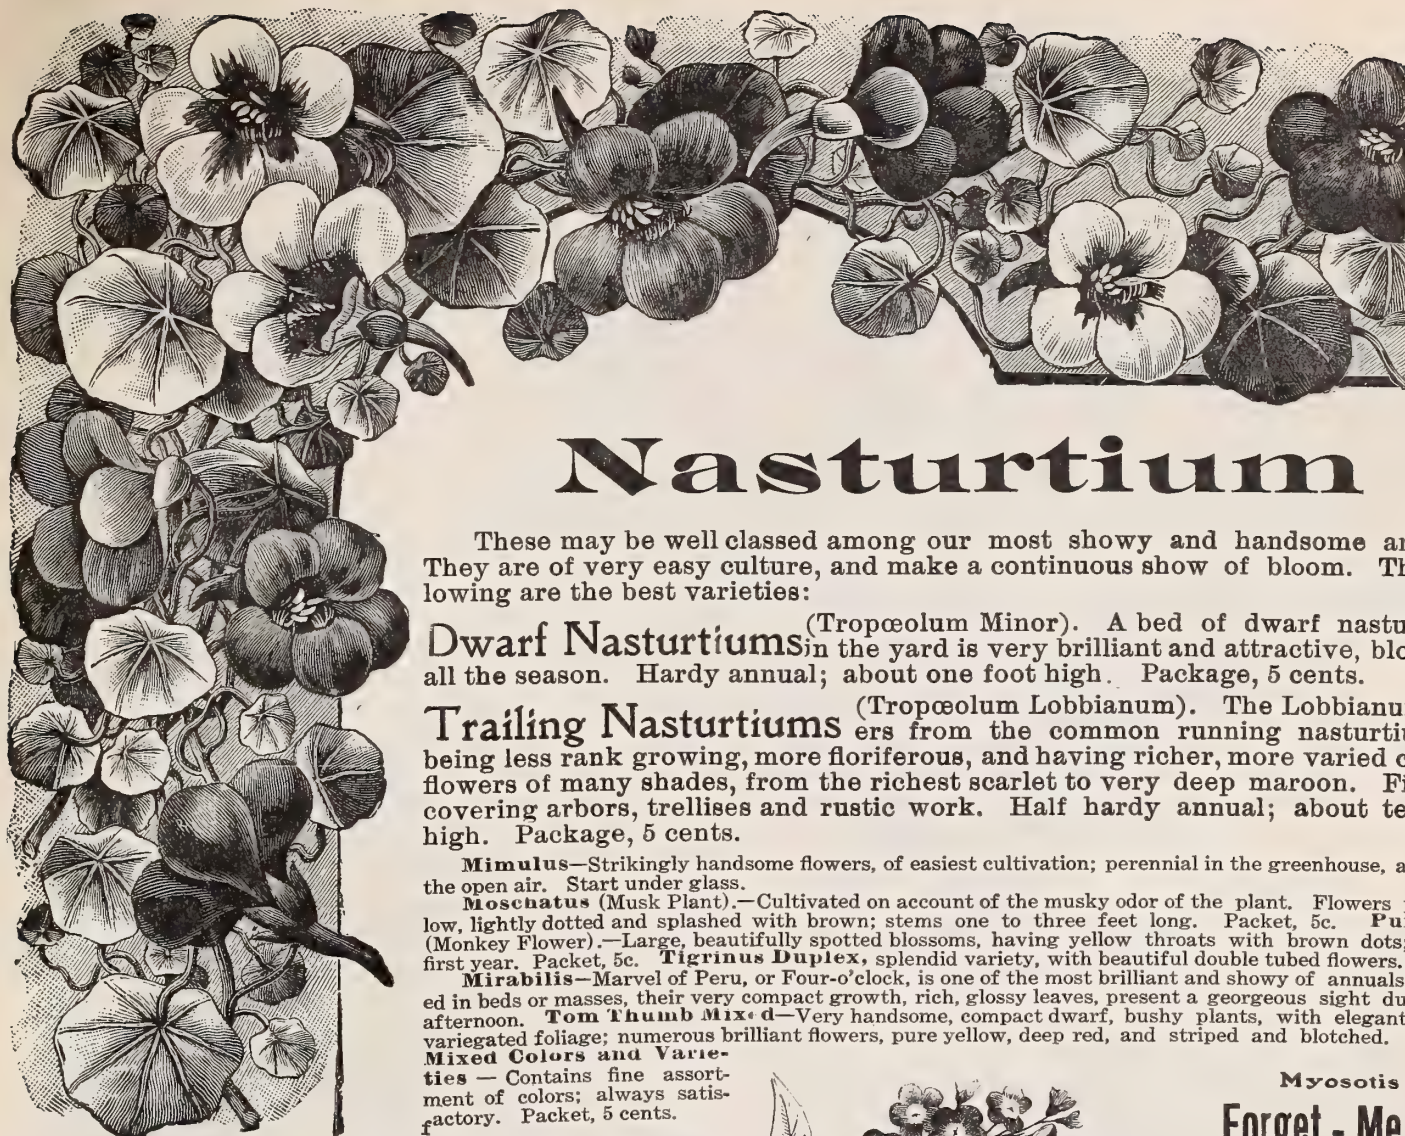 Nasturtium
These may be well classed among our most showy and handsome
They are of very easy culture, and make a continuous show of bloom.
lowing are the best varieties:
Dwarf Nasturtiums (Tropœolum Minor). A bed of dwarf
in the yard is very brilliant and attractive,
all the season. Hardy annual; about one foot high. Package, 5 cents.
Trailing Nasturtiums (Tropœolum Lobbianum). The
ers from the common running
being less rank growing, more floriferous, and having richer, more varied
flowers of many shades, from the richest scarlet to very deep maroon.
covering arbors, trellises and rustic work. Half hardy annual; about
high. Package, 5 cents.
Mimulus—Strikingly handsome flowers, of easiest cultivation; perennial in the greenhouse,
the open air. Start under glass.
Moschatus (Musk Plant).—Cultivated on account of the musky odor of the plant. Flowers
low, lightly dotted and splashed with brown; stems one to three feet long. Packet, 5c.
(Monkey Flower).—Large, beautifully spotted blossoms, having yellow throats with brown dots;
first year. Packet, 5c. Tigrinus Duplex, splendid variety, with beautiful double tubed flowers.
Mirabilis—Marvel of Peru, or Four-o'clock, is one of the most brilliant and showy of annuals
ed in beds or masses, their very compact growth, rich, glossy leaves, present a georgeous sight
afternoon. Tom Thumb Mixed—Very handsome, compact dwarf, bushy plants, with
variegated foliage; numerous brilliant flowers, pure yellow, deep red, and striped and blotched.
Mixed Colors and Varie-
ties — Contains fine assort-
ment of colors; always satis-
factory. Packet, 5 cents.
Myosotis
Forget - Me